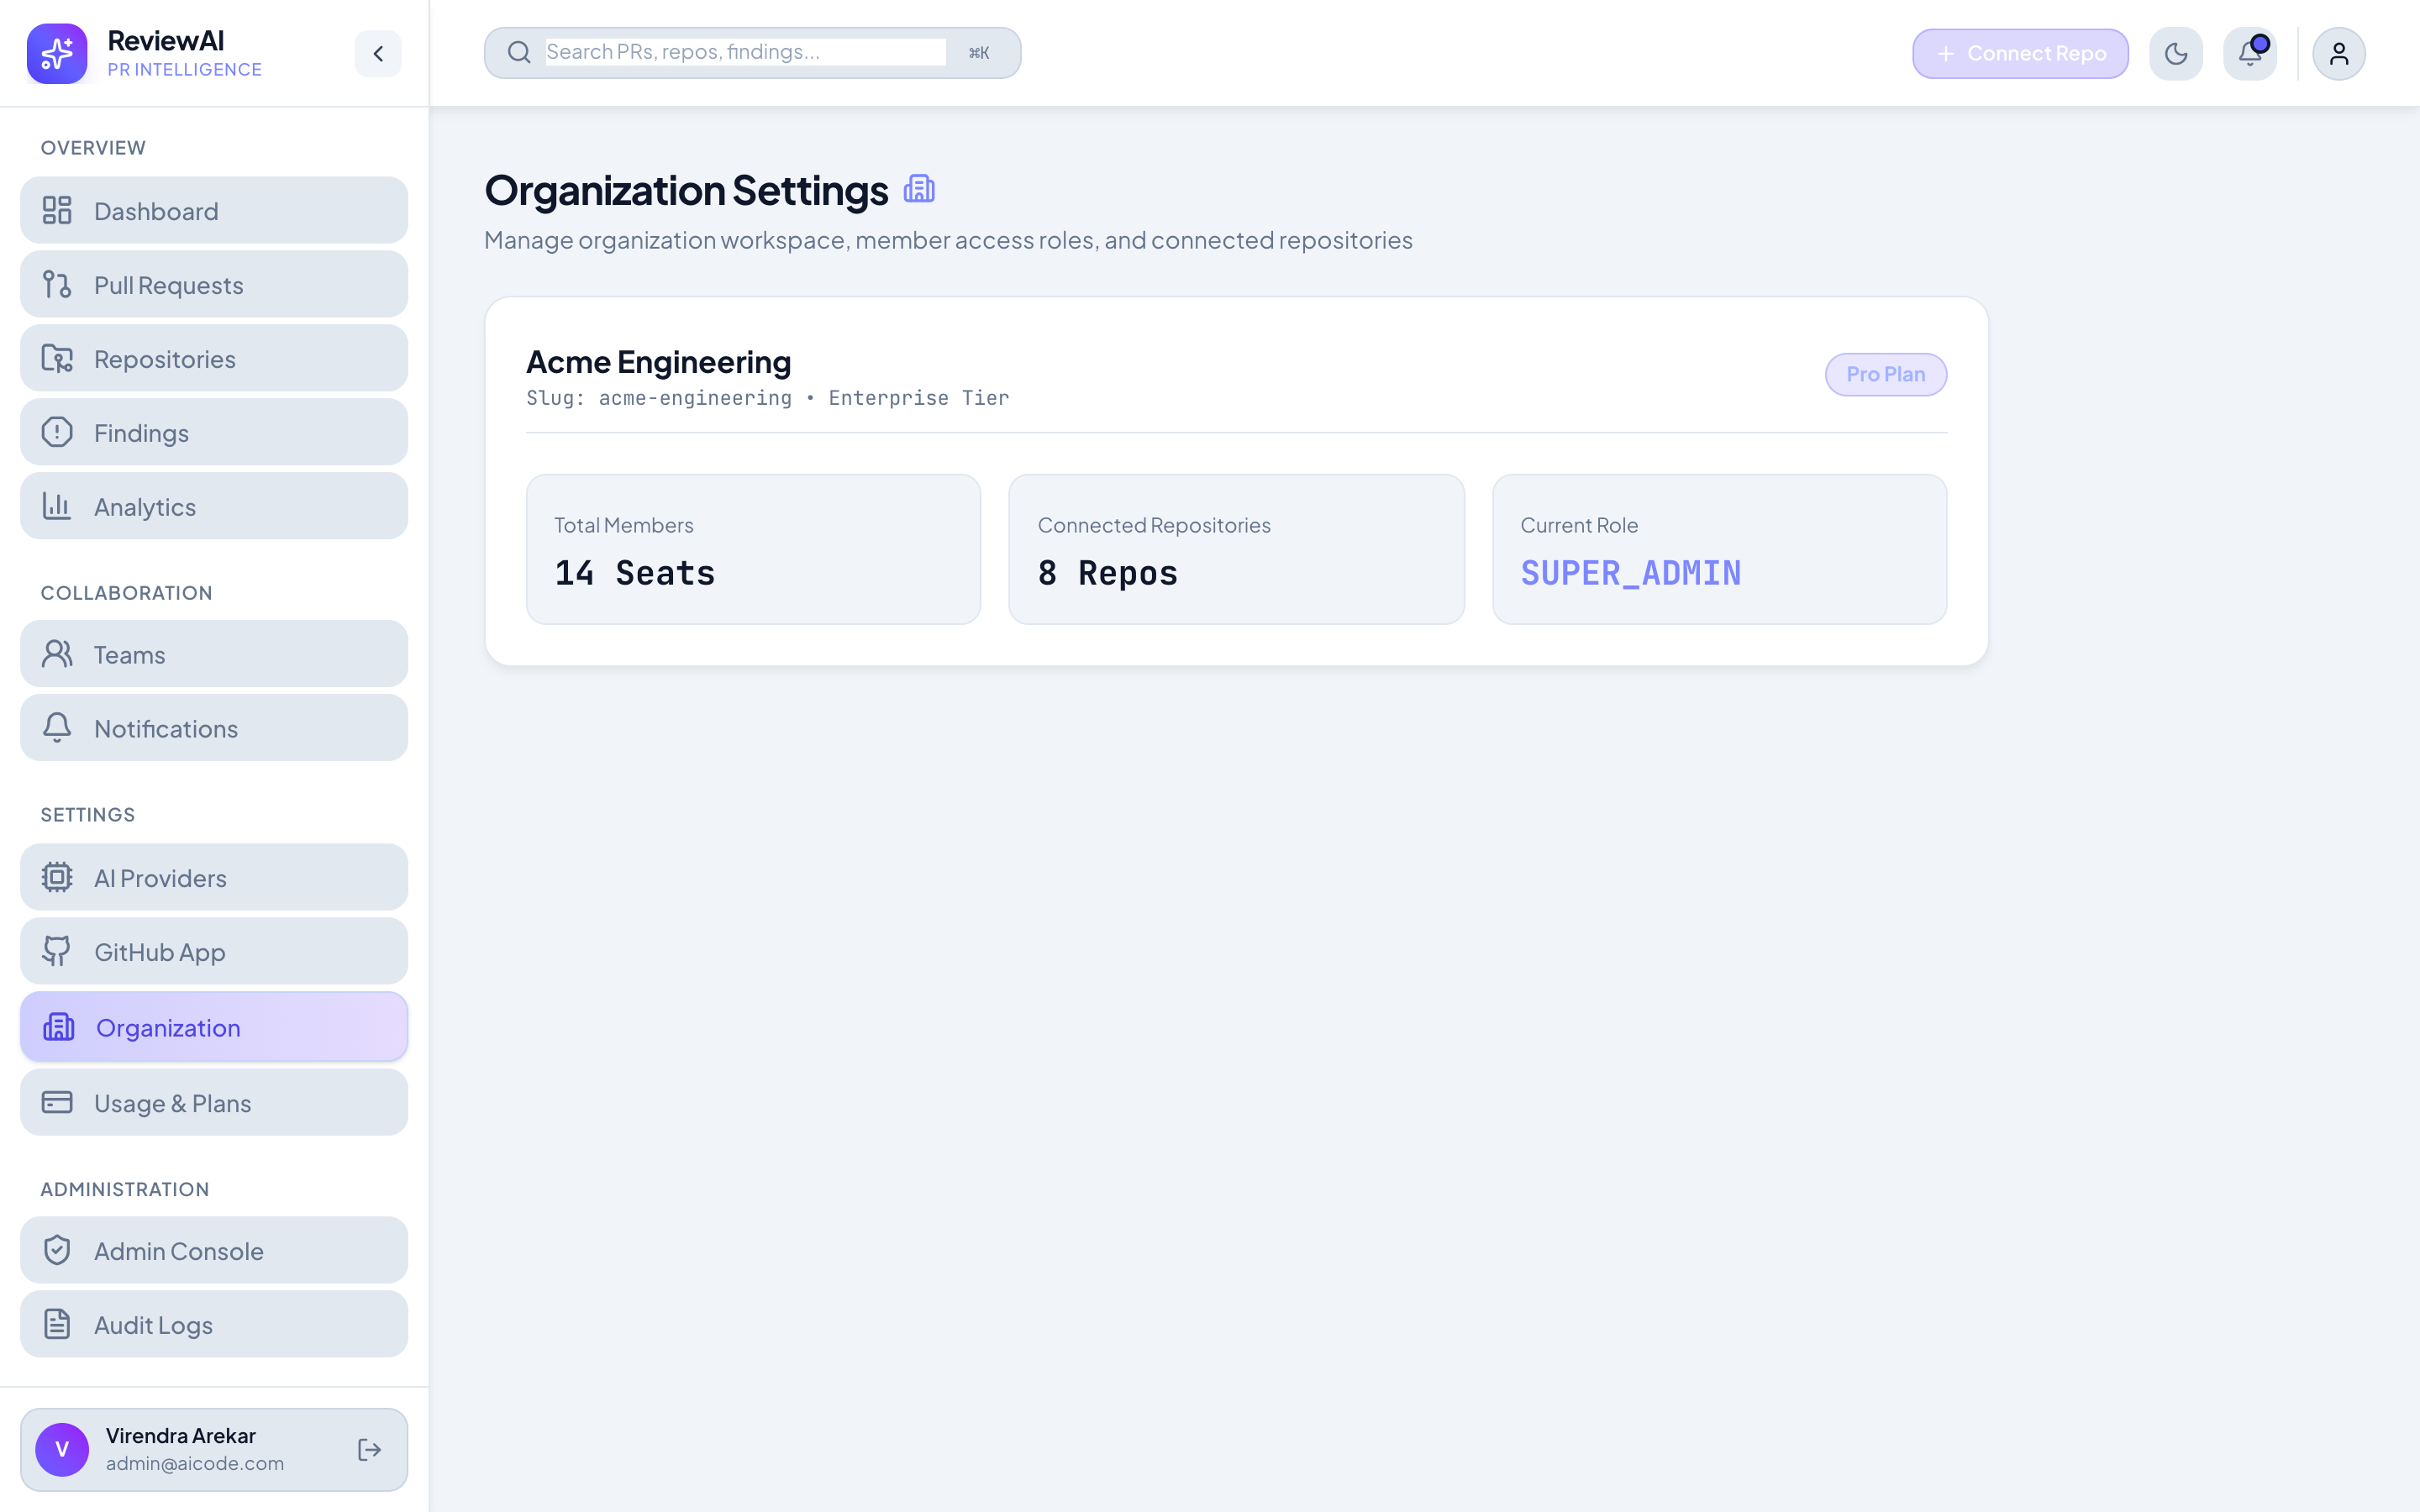 ReviewAI
PR INTELLIGENCE
Search PRs, repos, findings...
⌘K
Connect Repo
OVERVIEW
Dashboard
Pull Requests
Repositories
Findings
Analytics
COLLABORATION
Teams
Notifications
SETTINGS
AI Providers
GitHub App
Organization
Usage & Plans
ADMINISTRATION
Admin Console
Audit Logs
V
Virendra Arekar
admin@aicode.com
Organization Settings
Manage organization workspace, member access roles, and connected repositories
Acme Engineering
Slug: acme-engineering • Enterprise Tier
Pro Plan
Total Members
14 Seats
Connected Repositories
8 Repos
Current Role
SUPER_ADMIN